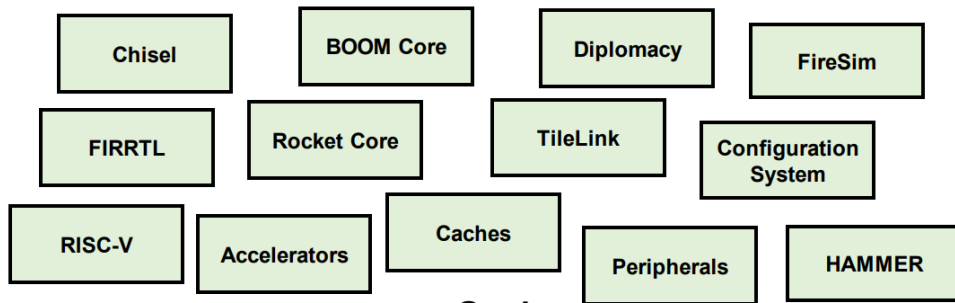 Chisel
BOOM Core
Diplomacy
FireSim
FIRRTL
Rocket Core
TileLink
Configuration
System
RISC-V
Accelerators
Caches
Peripherals
HAMMER